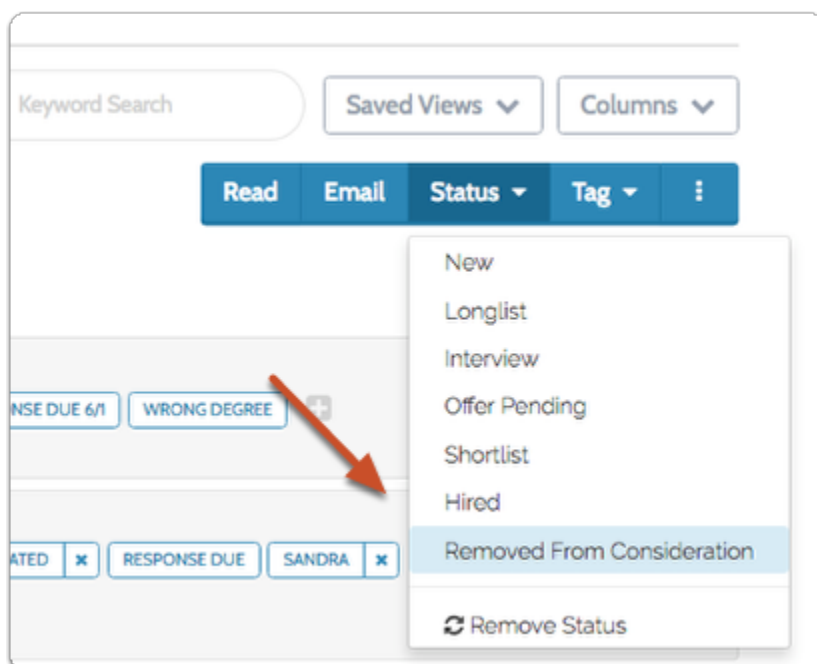 Keyword Search
Saved Views
Columns
Read Email Status Tag
New
Longlist
Interview
Offer Pending
Shortlist
Hired
Removed From Consideration
Remove Status
NSE DUE 6/1 WRONG DEGREE
ATED RESPONSE DUE SANDRA